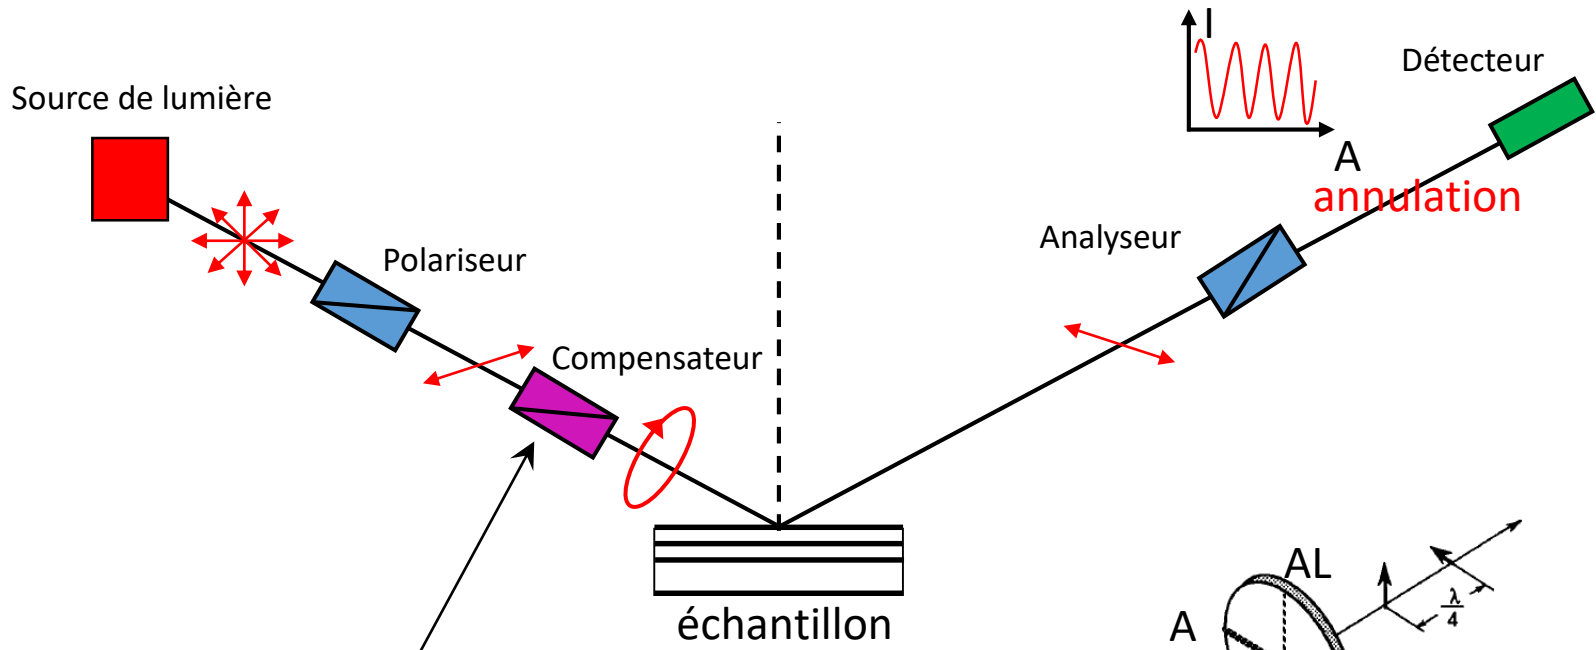 I
Détecteur
Source de lumière
A
annulation
Analyseur
Polariseur
Compensateur
AL
λ/4
échantillon
A